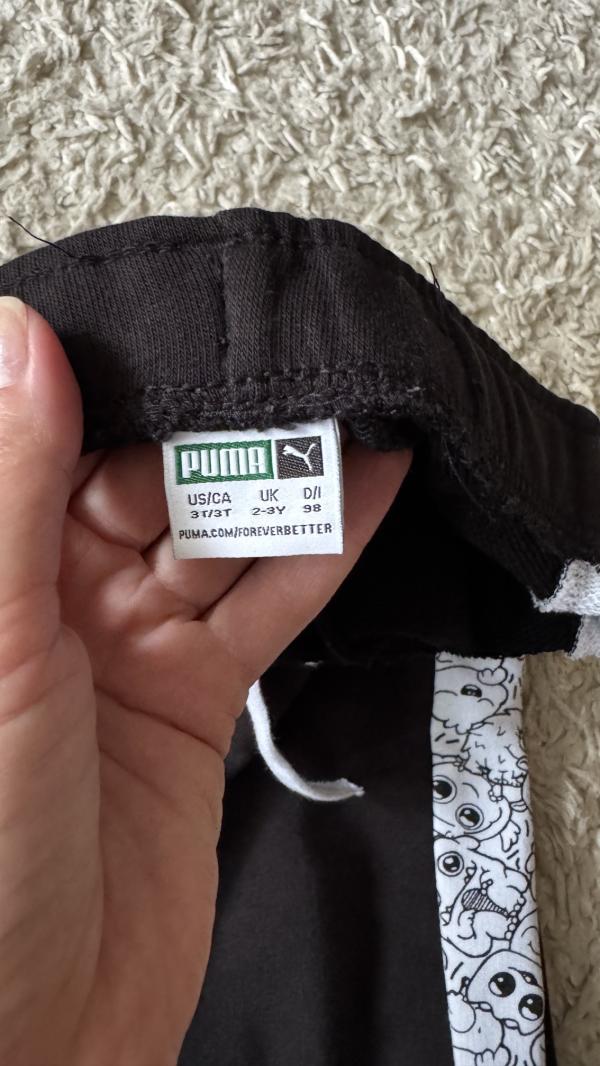 PUMA
US/CA UK D/I
3T/3T 2-3Y 98
PUMA.COM/FOREVERBETTER